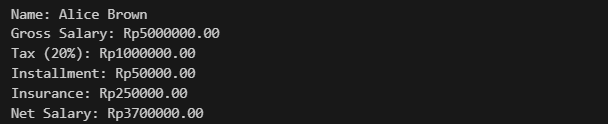 Name: Alice Brown
Gross Salary: Rp5000000.00
Tax (20%): Rp1000000.00
Installment: Rp50000.00
Insurance: Rp250000.00
Net Salary: Rp3700000.00